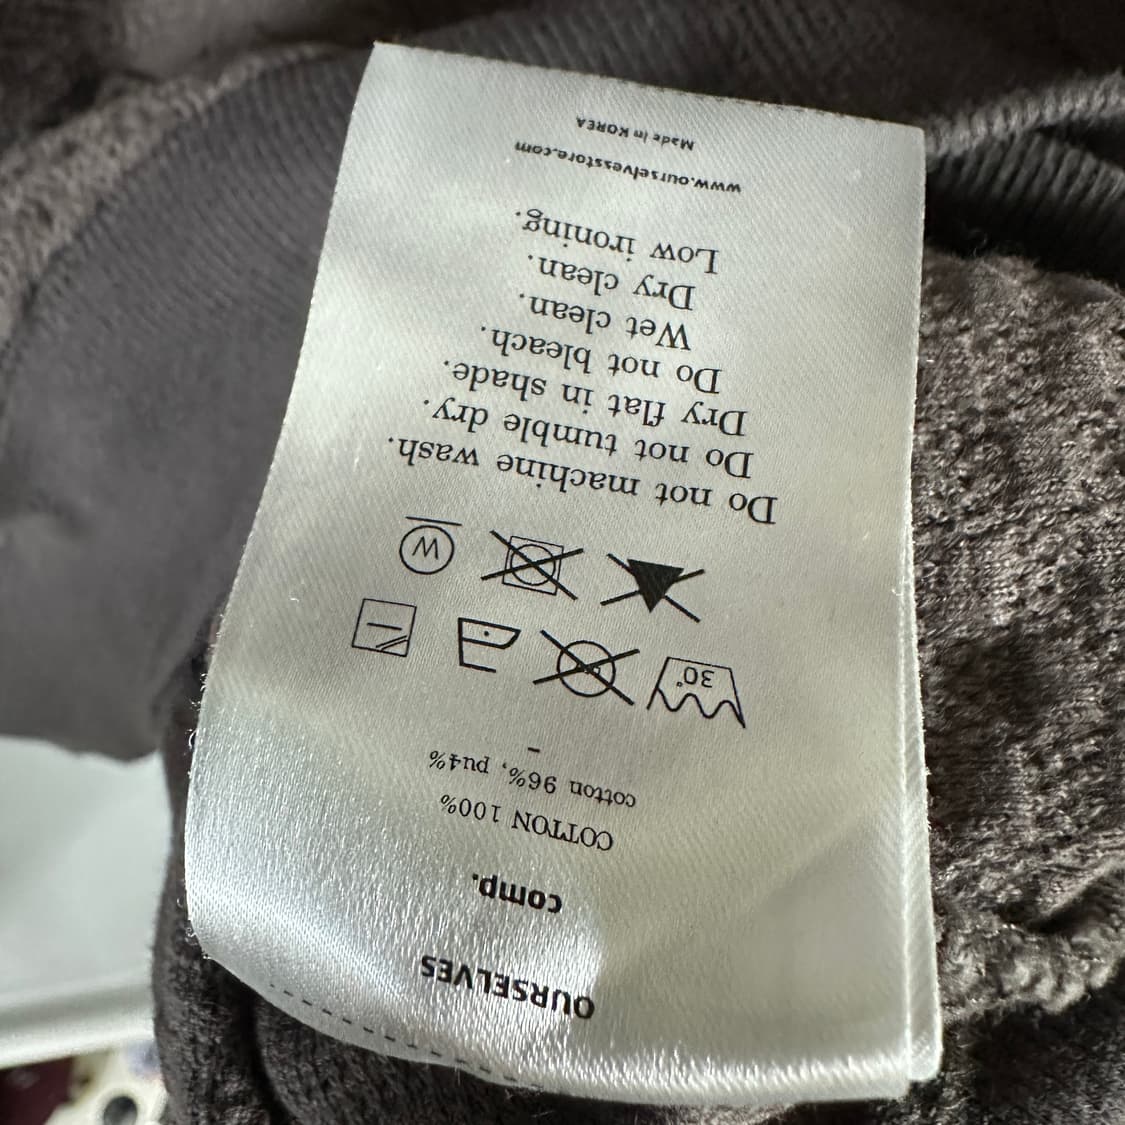 OURSELVES
comp.
COTTON 100%
cotton 96%, pu4%
-
30°
W
Do not machine wash.
Do not tumble dry.
Dry flat in shade.
Do not bleach.
Wet clean.
Dry clean.
Low ironing.
www.ourselvesstore.com
Made in KOREA